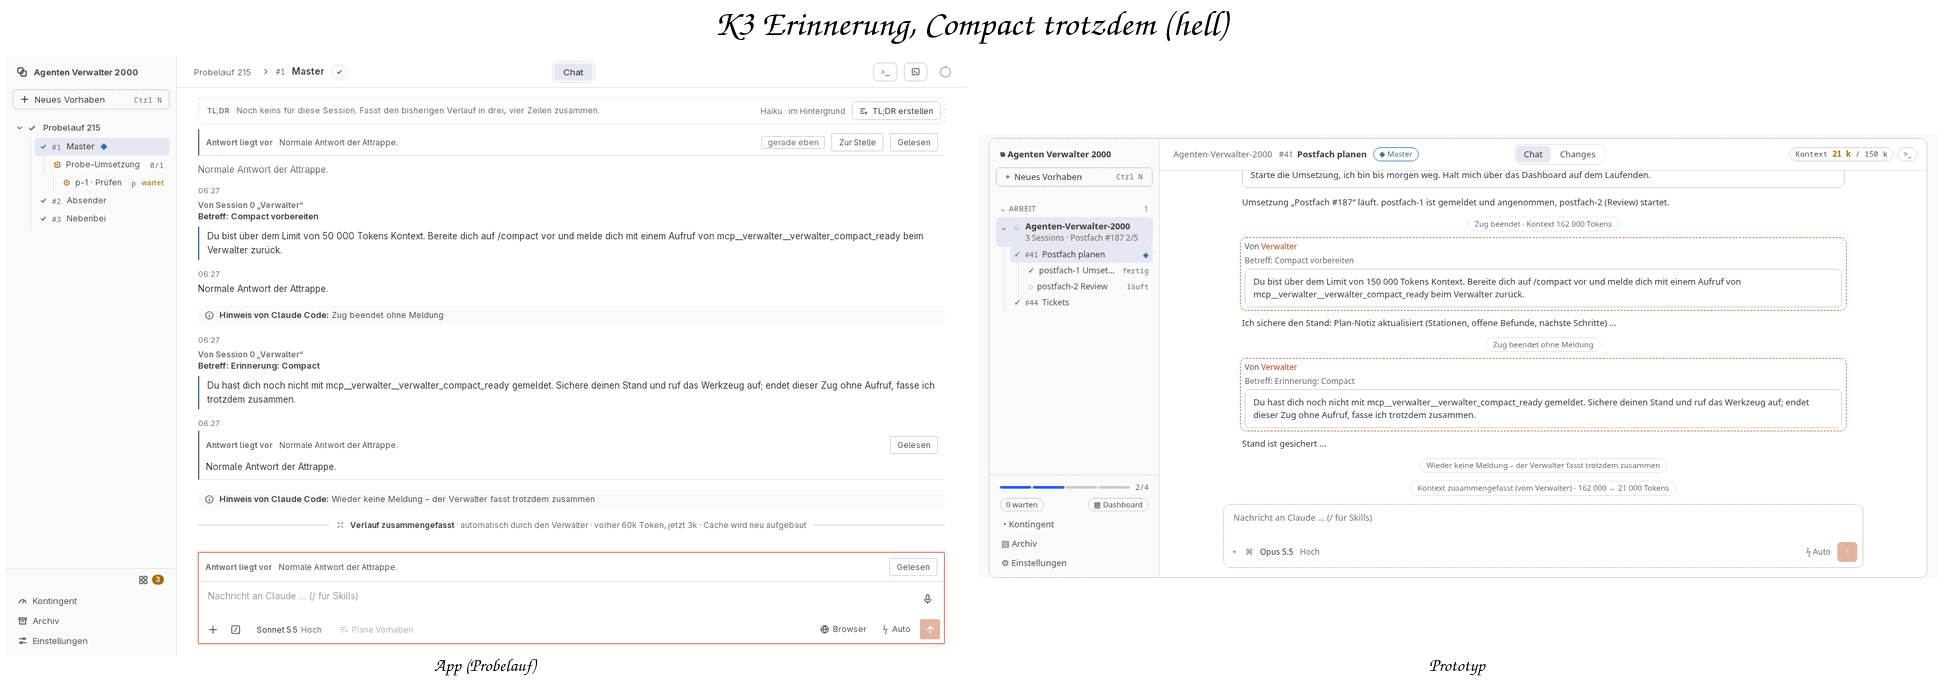 K3 Erinnerung, Compact trotzdem (hell)
Agenten Verwalter 2000
+ Neues Vorhaben Ctrl N
Probelauf 215
#1 Master
Probe-Umsetzung 0/1
p-1 · Prüfen p wartet
#2 Absender
#3 Nebenbei
3
Kontingent
Archiv
Einstellungen
Probelauf 215 > #1 Master
Chat
>_
TL;DR Noch keins für diese Session. Fasst den bisherigen Verlauf in drei, vier Zeilen zusammen. Haiku · im Hintergrund TL;DR erstellen
Antwort liegt vor Normale Antwort der Attrappe. gerade eben Zur Stelle Gelesen
Normale Antwort der Attrappe.
06:27
Von Session 0 „Verwalter“
Betreff: Compact vorbereiten
Du bist über dem Limit von 50 000 Tokens Kontext. Bereite dich auf /compact vor und melde dich mit einem Aufruf von mcp__verwalter__verwalter_compact_ready beim
Verwalter zurück.
06:27
Normale Antwort der Attrappe.
Hinweis von Claude Code: Zug beendet ohne Meldung
06:27
Von Session 0 „Verwalter“
Betreff: Erinnerung: Compact
Du hast dich noch nicht mit mcp__verwalter__verwalter_compact_ready gemeldet. Sichere deinen Stand und ruf das Werkzeug auf; endet dieser Zug ohne Aufruf, fasse ich
trotzdem zusammen.
06:27
Antwort liegt vor Normale Antwort der Attrappe. Gelesen
Normale Antwort der Attrappe.
Hinweis von Claude Code: Wieder keine Meldung – der Verwalter fasst trotzdem zusammen
Verlauf zusammengefasst · automatisch durch den Verwalter · vorher 60k Token, jetzt 3k · Cache wird neu aufgebaut
Antwort liegt vor Normale Antwort der Attrappe. Gelesen
Nachricht an Claude ... (/ für Skills)
+ Sonnet 5.5 Hoch Plane Vorhaben Browser Auto
App (Probelauf)
Agenten Verwalter 2000
+ Neues Vorhaben Ctrl N
ARBEIT 1
Agenten-Verwalter-2000
3 Sessions · Postfach #187 2/5
#41 Postfach planen
postfach-1 Umset... fertig
postfach-2 Review läuft
#44 Tickets
2/4
0 warten Dashboard
Kontingent
Archiv
Einstellungen
Agenten-Verwalter-2000 #41 Postfach planen Master
Chat Changes
Kontext 21 k / 150 k >_
Starte die Umsetzung, ich bin bis morgen weg. Halt mich über das Dashboard auf dem Laufenden.
Umsetzung „Postfach #187“ läuft. postfach-1 ist gemeldet und angenommen, postfach-2 (Review) startet.
Zug beendet · Kontext 162 000 Tokens
Von Verwalter
Betreff: Compact vorbereiten
Du bist über dem Limit von 150 000 Tokens Kontext. Bereite dich auf /compact vor und melde dich mit einem Aufruf von
mcp__verwalter__verwalter_compact_ready beim Verwalter zurück.
Ich sichere den Stand: Plan-Notiz aktualisiert (Stationen, offene Befunde, nächste Schritte) ...
Zug beendet ohne Meldung
Von Verwalter
Betreff: Erinnerung: Compact
Du hast dich noch nicht mit mcp__verwalter__verwalter_compact_ready gemeldet. Sichere deinen Stand und ruf das Werkzeug auf; endet
dieser Zug ohne Aufruf, fasse ich trotzdem zusammen.
Stand ist gesichert ...
Wieder keine Meldung – der Verwalter fasst trotzdem zusammen
Kontext zusammengefasst (vom Verwalter) · 162 000 → 21 000 Tokens
Nachricht an Claude ... (/ für Skills)
+ ⌘ Opus 5.5 Hoch Auto
Prototyp